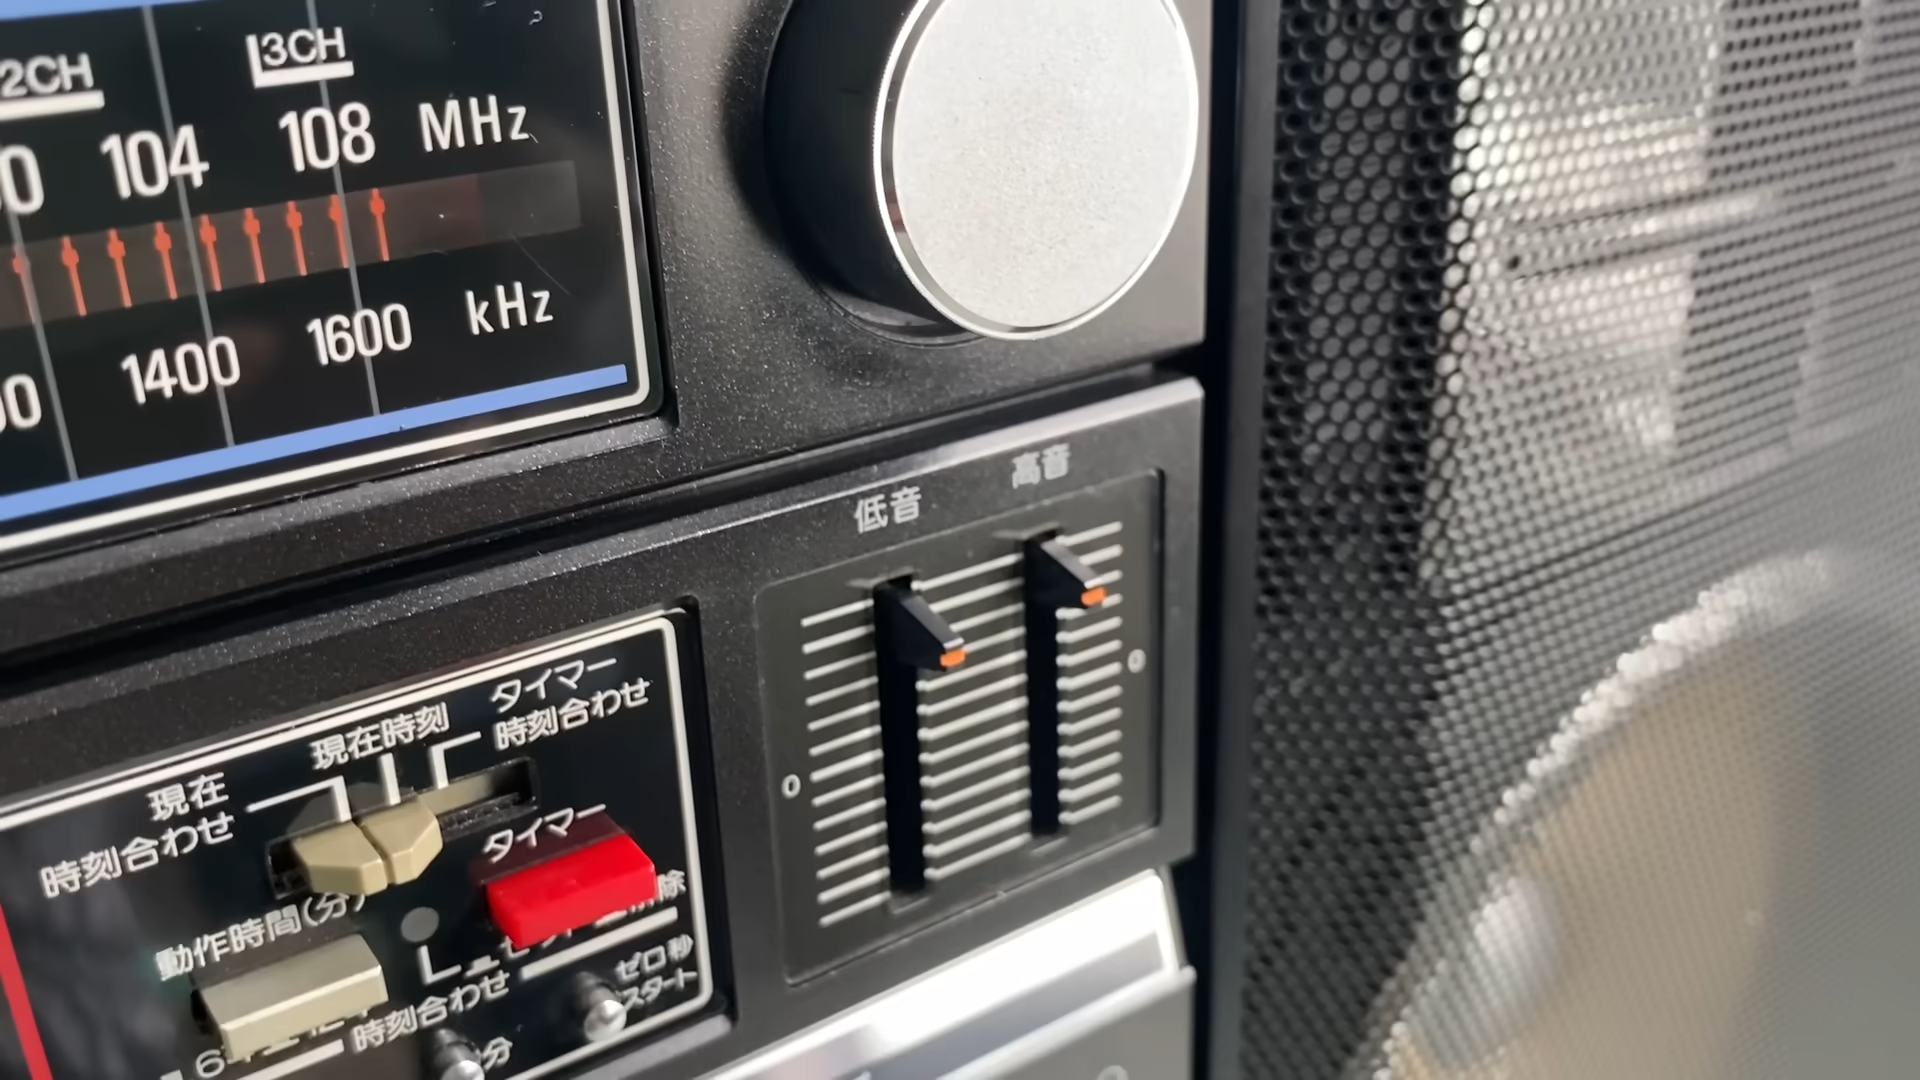 2CH 3CH
104 108 MHz
1400 1600 kHz
低音 高音
0
0
タイマー
時刻合わせ
現在時刻
現在
時刻合わせ
タイマー
動作時間(分)
時刻合わせ
ゼロ秒
スタート